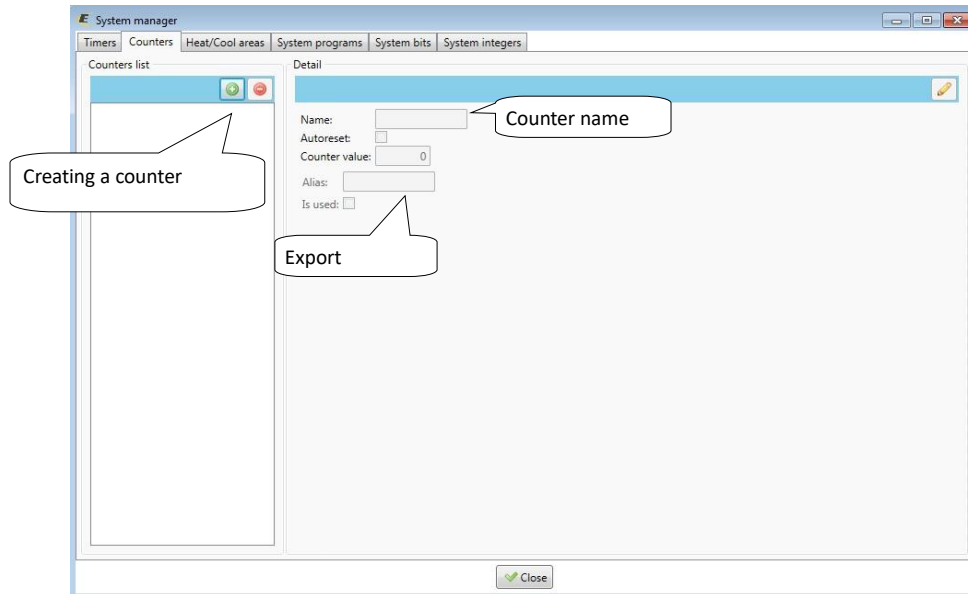 System manager
Timers Counters Heat/Cool areas System programs System bits System integers
Counters list
Detail
Name:
Counter name
Autoreset:
Counter value: 0
Creating a counter
Alias:
Is used:
Export
Close